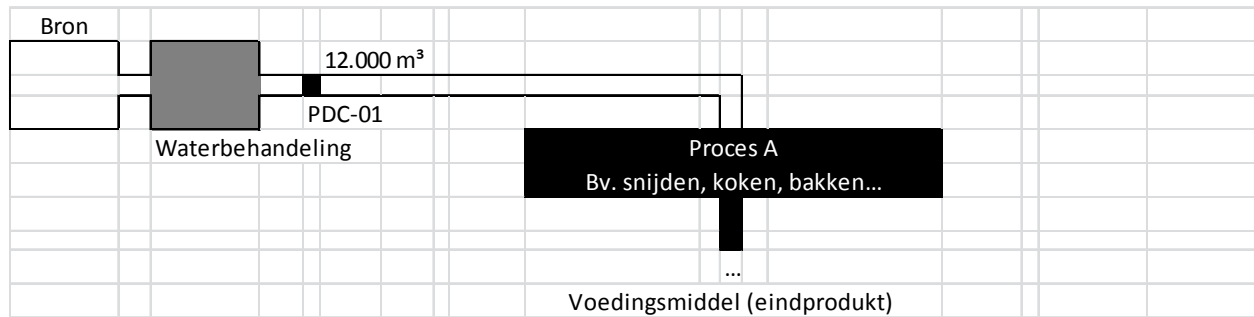 Bron
12.000 m³
PDC-01
Waterbehandeling
Proces A
Bv. snijden, koken, bakken...
...
Voedingsmiddel (eindprodukt)